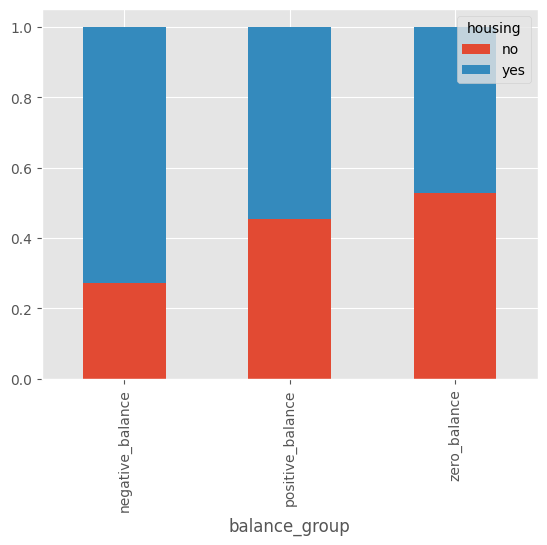 housing
no
yes
1.0
0.8
0.6
0.4
0.2
0.0
negative_balance
positive_balance
zero_balance
balance_group